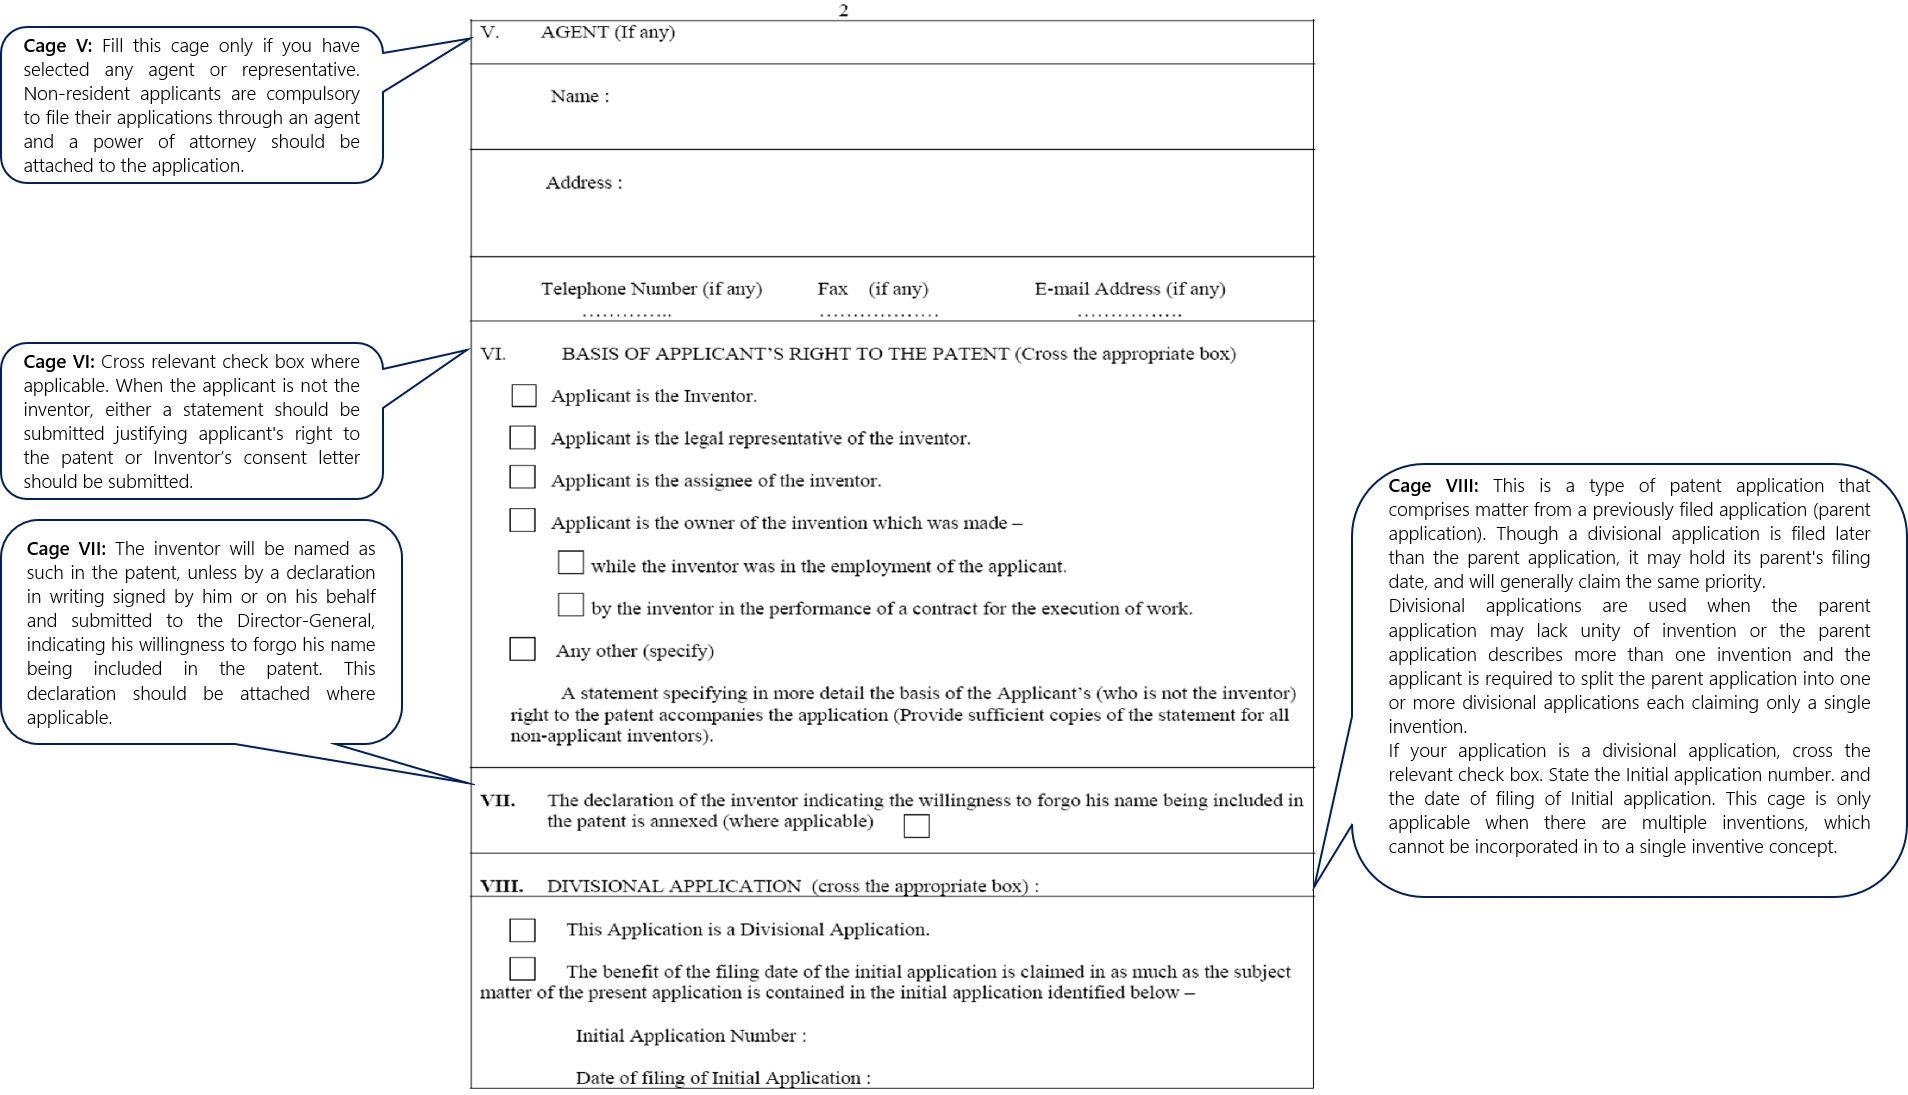 2
Cage V: Fill this cage only if you have
selected any agent or representative.
Non-resident applicants are compulsory
to file their applications through an agent
and a power of attorney should be
attached to the application.
V. AGENT (If any)
Name :
Address :
Telephone Number (if any) Fax (if any) E-mail Address (if any)
.............. .................. ................
Cage VI: Cross relevant check box where
applicable. When the applicant is not the
inventor, either a statement should be
submitted justifying applicant's right to
the patent or Inventor’s consent letter
should be submitted.
VI. BASIS OF APPLICANT’S RIGHT TO THE PATENT (Cross the appropriate box)
Applicant is the Inventor.
Applicant is the legal representative of the inventor.
Applicant is the assignee of the inventor.
Applicant is the owner of the invention which was made –
while the inventor was in the employment of the applicant.
by the inventor in the performance of a contract for the execution of work.
Any other (specify)
A statement specifying in more detail the basis of the Applicant’s (who is not the inventor)
right to the patent accompanies the application (Provide sufficient copies of the statement for all
non-applicant inventors).
Cage VII: The inventor will be named as
such in the patent, unless by a declaration
in writing signed by him or on his behalf
and submitted to the Director-General,
indicating his willingness to forgo his name
being included in the patent. This
declaration should be attached where
applicable.
VII. The declaration of the inventor indicating the willingness to forgo his name being included in
the patent is annexed (where applicable)
VIII. DIVISIONAL APPLICATION (cross the appropriate box) :
This Application is a Divisional Application.
The benefit of the filing date of the initial application is claimed in as much as the subject
matter of the present application is contained in the initial application identified below –
Initial Application Number :
Date of filing of Initial Application :
Cage VIII: This is a type of patent application that
comprises matter from a previously filed application (parent
application). Though a divisional application is filed later
than the parent application, it may hold its parent's filing
date, and will generally claim the same priority.
Divisional applications are used when the parent
application may lack unity of invention or the parent
application describes more than one invention and the
applicant is required to split the parent application into one
or more divisional applications each claiming only a single
invention.
If your application is a divisional application, cross the
relevant check box. State the Initial application number. and
the date of filing of Initial application. This cage is only
applicable when there are multiple inventions, which
cannot be incorporated in to a single inventive concept.